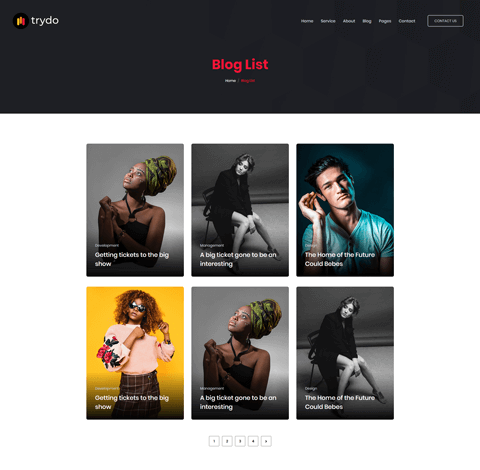 trydo
Home Service About Blog Pages Contact
CONTACT US
Blog List
Home / Blog List
Development
Getting tickets to the big
show
Management
A big ticket gone to be an
interesting
Design
The Home of the Future
Could Bebes
Development
Getting tickets to the big
show
Management
A big ticket gone to be an
interesting
Design
The Home of the Future
Could Bebes
1 2 3 4